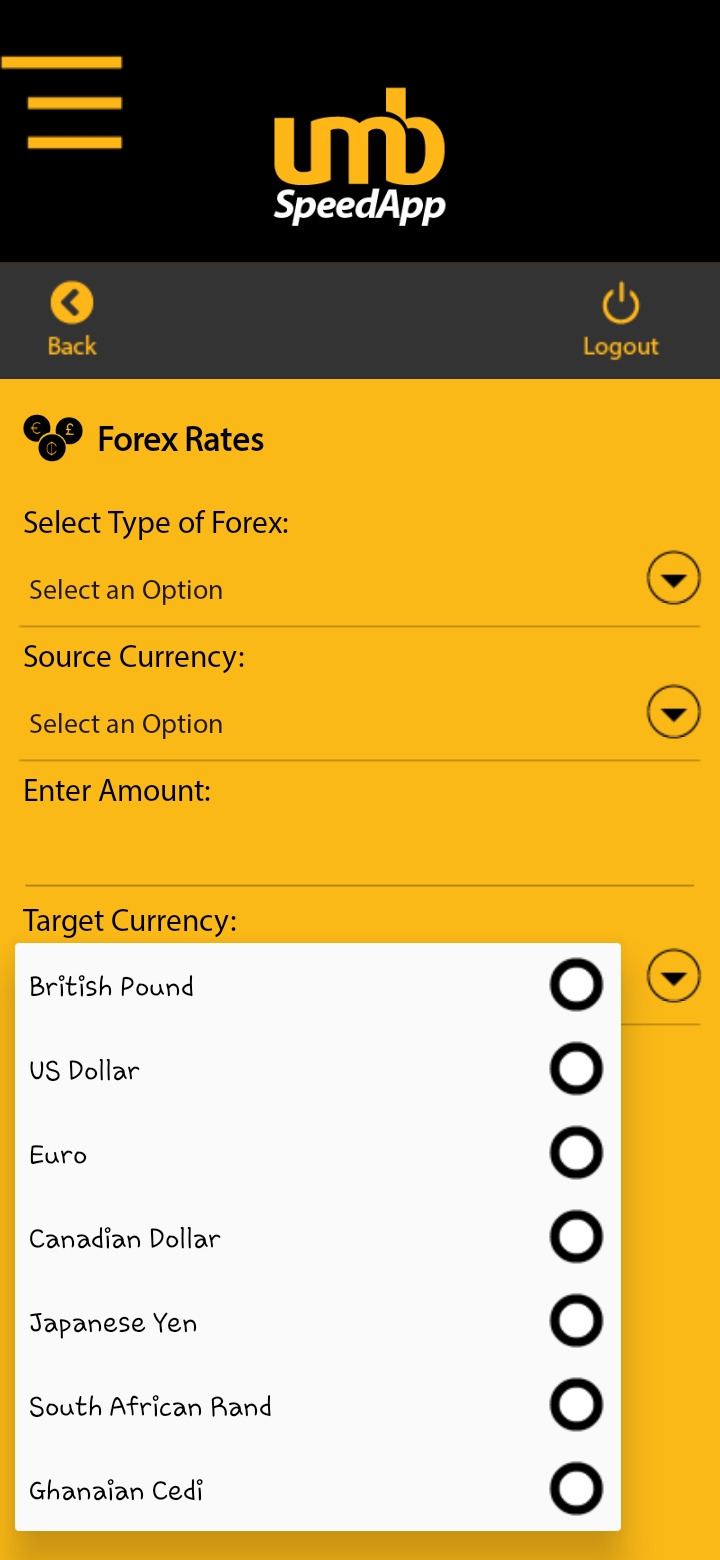 umb
SpeedApp
Back
Logout
Forex Rates
Select Type of Forex:
Select an Option
Source Currency:
Select an Option
Enter Amount:
Target Currency:
British Pound
US Dollar
Euro
Canadian Dollar
Japanese Yen
South African Rand
Ghanaian Cedi